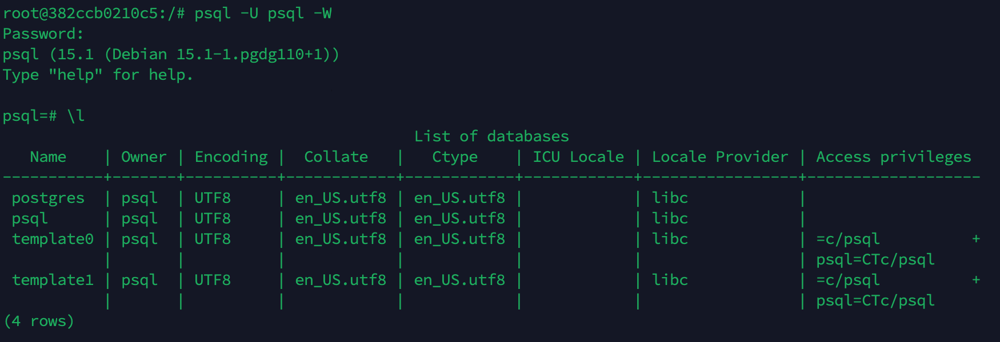 root@382ccb0210c5:/# psql -U psql -W
Password:
psql (15.1 (Debian 15.1-1.pgdg110+1))
Type "help" for help.

psql=# \l
                                                                                          List of databases
   Name    | Owner | Encoding |  Collate   |   Ctype    | ICU Locale | Locale Provider | Access privileges
-----------+-------+----------+------------+------------+------------+-----------------+-------------------
 postgres  | psql  | UTF8     | en_US.utf8 | en_US.utf8 |            | libc            |
 psql      | psql  | UTF8     | en_US.utf8 | en_US.utf8 |            | libc            |
 template0 | psql  | UTF8     | en_US.utf8 | en_US.utf8 |            | libc            | =c/psql          +
           |       |          |            |            |            |                 | psql=CTc/psql
 template1 | psql  | UTF8     | en_US.utf8 | en_US.utf8 |            | libc            | =c/psql          +
           |       |          |            |            |            |                 | psql=CTc/psql
(4 rows)